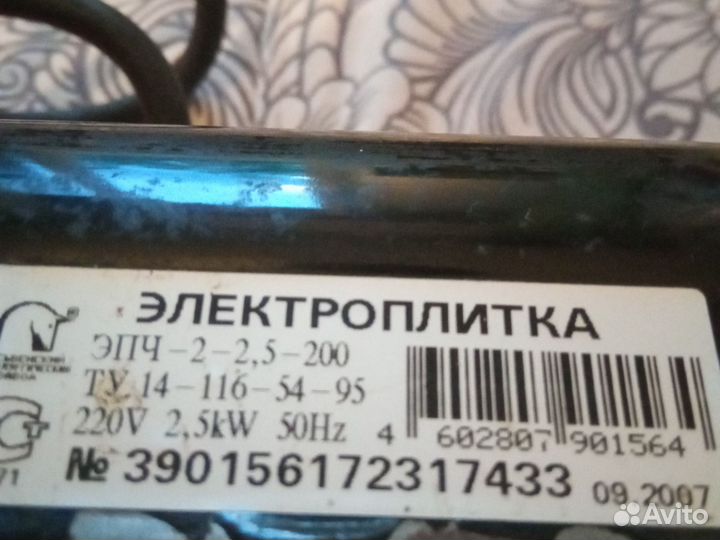 ЭЛЕКТРОПЛИТКА
ЭПЧ-2-2,5-200
ТУ 14-116-54-95
220V 2,5kW 50Hz
4 602807 901564
№ 390156172317433 09.2007
71
Avito